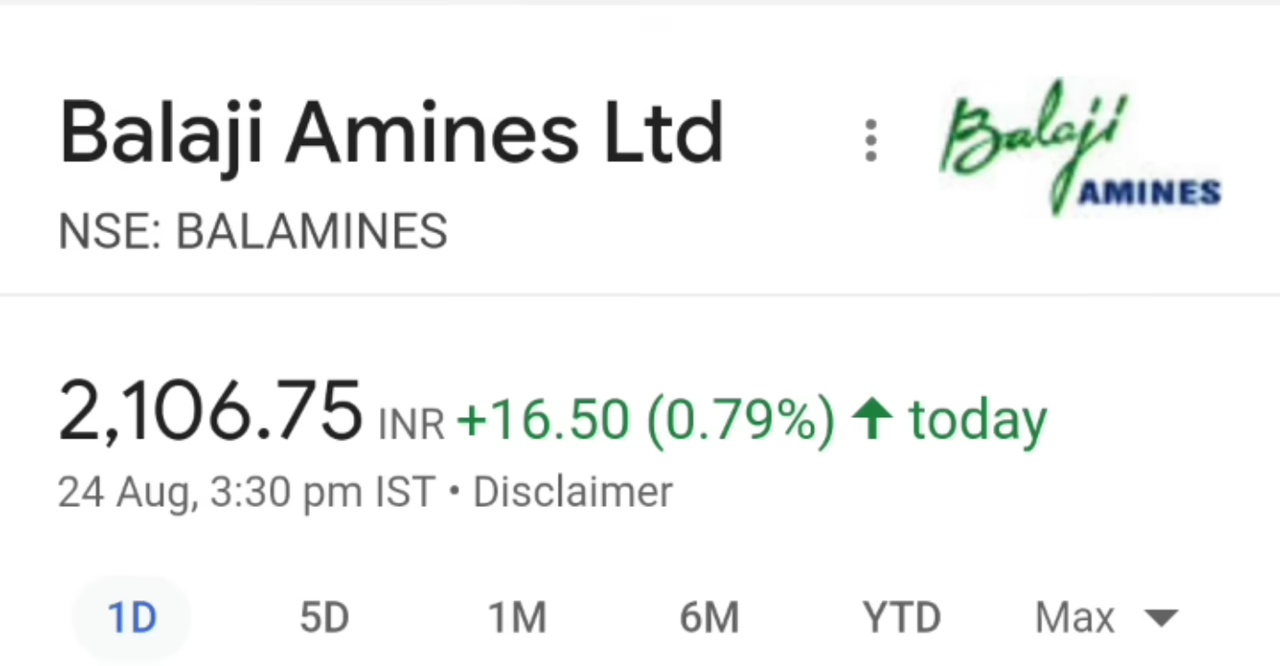 Balaji Amines Ltd
Balaji
AMINES
NSE: BALAMINES
2,106.75 INR +16.50 (0.79%) ↑ today
24 Aug, 3:30 pm IST • Disclaimer
1D 5D 1M 6M YTD Max